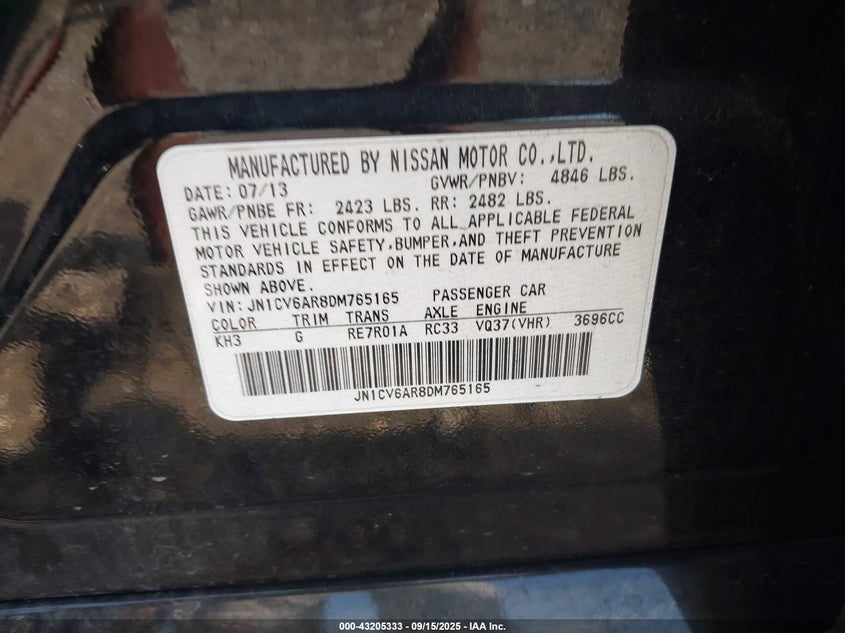 MANUFACTURED BY NISSAN MOTOR CO.,LTD.
DATE: 07/13 GVWR/PNBV: 4846 LBS.
GAWR/PNBE FR: 2423 LBS. RR: 2482 LBS.
THIS VEHICLE CONFORMS TO ALL APPLICABLE FEDERAL
MOTOR VEHICLE SAFETY,BUMPER,AND THEFT PREVENTION
STANDARDS IN EFFECT ON THE DATE OF MANUFACTURE
SHOWN ABOVE.
VIN: JN1CV6AR8DM765165 PASSENGER CAR
COLOR TRIM TRANS AXLE ENGINE
KH3 G RE7R01A RC33 VQ37(VHR) 3696CC
JN1CV6AR8DM765165
000-43205333 - 09/15/2025 - IAA Inc.